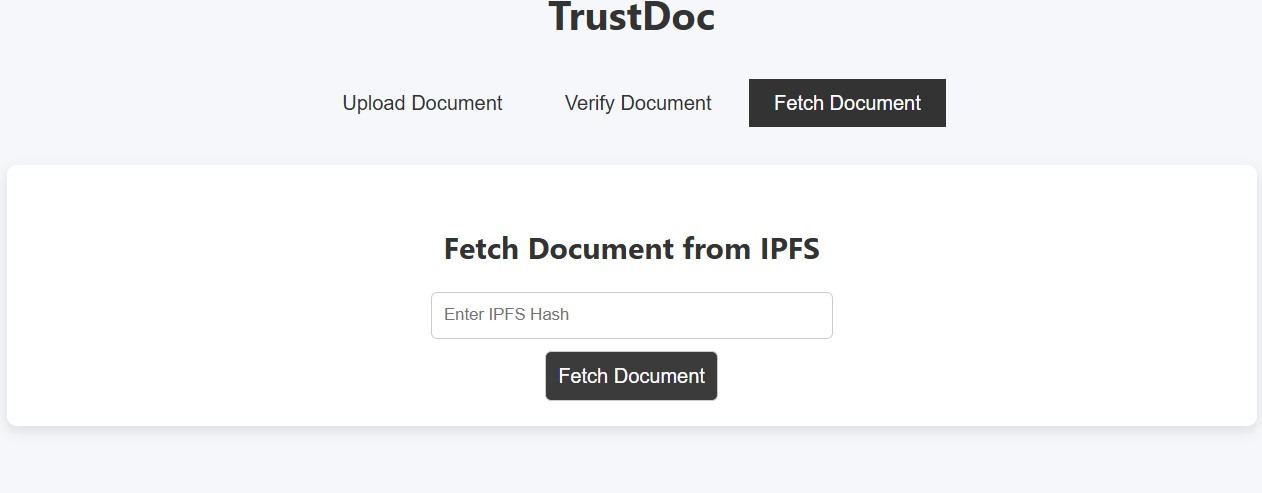 TrustDoc
Upload Document Verify Document Fetch Document
Fetch Document from IPFS
Enter IPFS Hash
Fetch Document